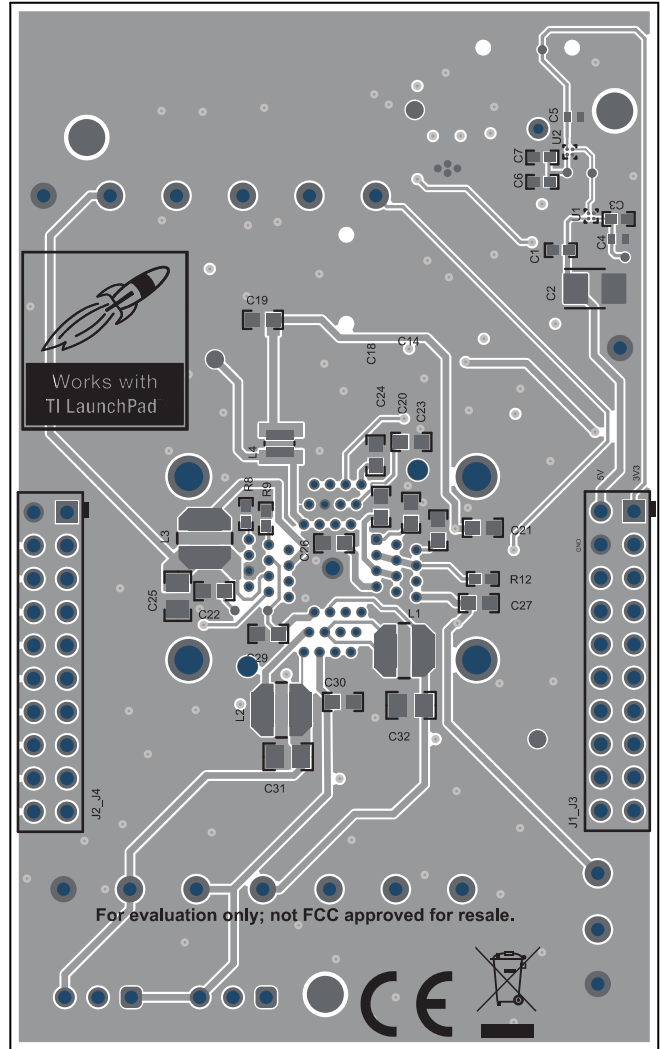 C5
U2
C7
C6
U1
C3
C4
C1
C2
Works with
TI LaunchPad™
C19
C18
C14
C24
C20
C23
L4
R8
R9
5V
3V3
L3
C26
C21
GND
C25
C22
R12
C27
L1
C29
L2
C30
C32
C31
J2_J4
J1_J3
For evaluation only; not FCC approved for resale.
CE